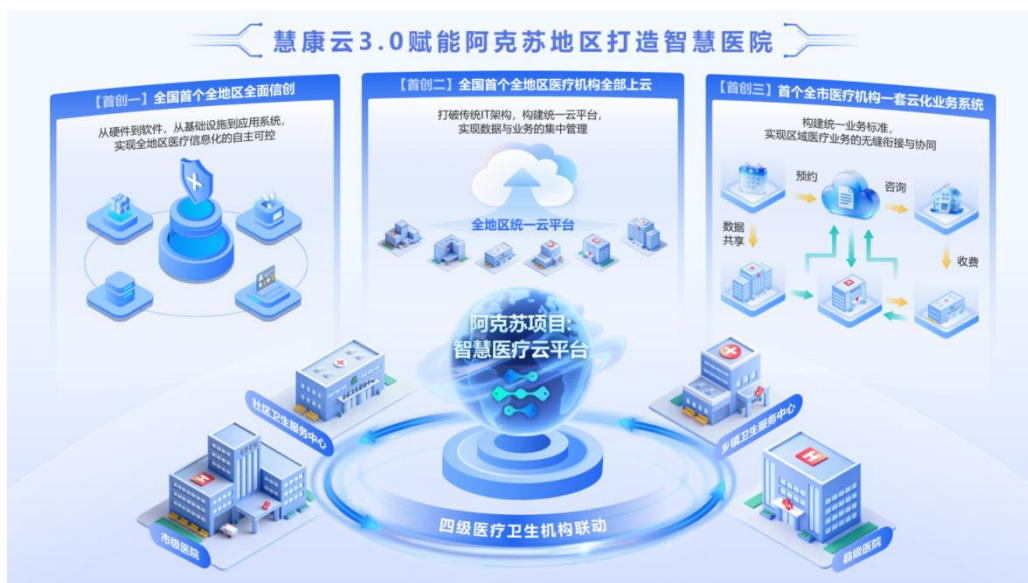 慧康云3.0赋能阿克苏地区打造智慧医院
【首创一】全国首个全地区全面信创
从硬件到软件，从基础设施到应用系统，
实现全地区医疗信息化的自主可控
【首创二】全国首个全地区医疗机构全部上云
打破传统IT架构，构建统一云平台，
实现数据与业务的集中管理
全地区统一云平台
【首创三】首个全市医疗机构一套云化业务系统
构建统一业务标准，
实现区域医疗业务的无缝衔接与协同
预约
咨询
数据
共享
收费
阿克苏项目:
智慧医疗云平台
社区卫生服务中心
乡镇卫生服务中心
市级医院
县级医院
四级医疗卫生机构联动